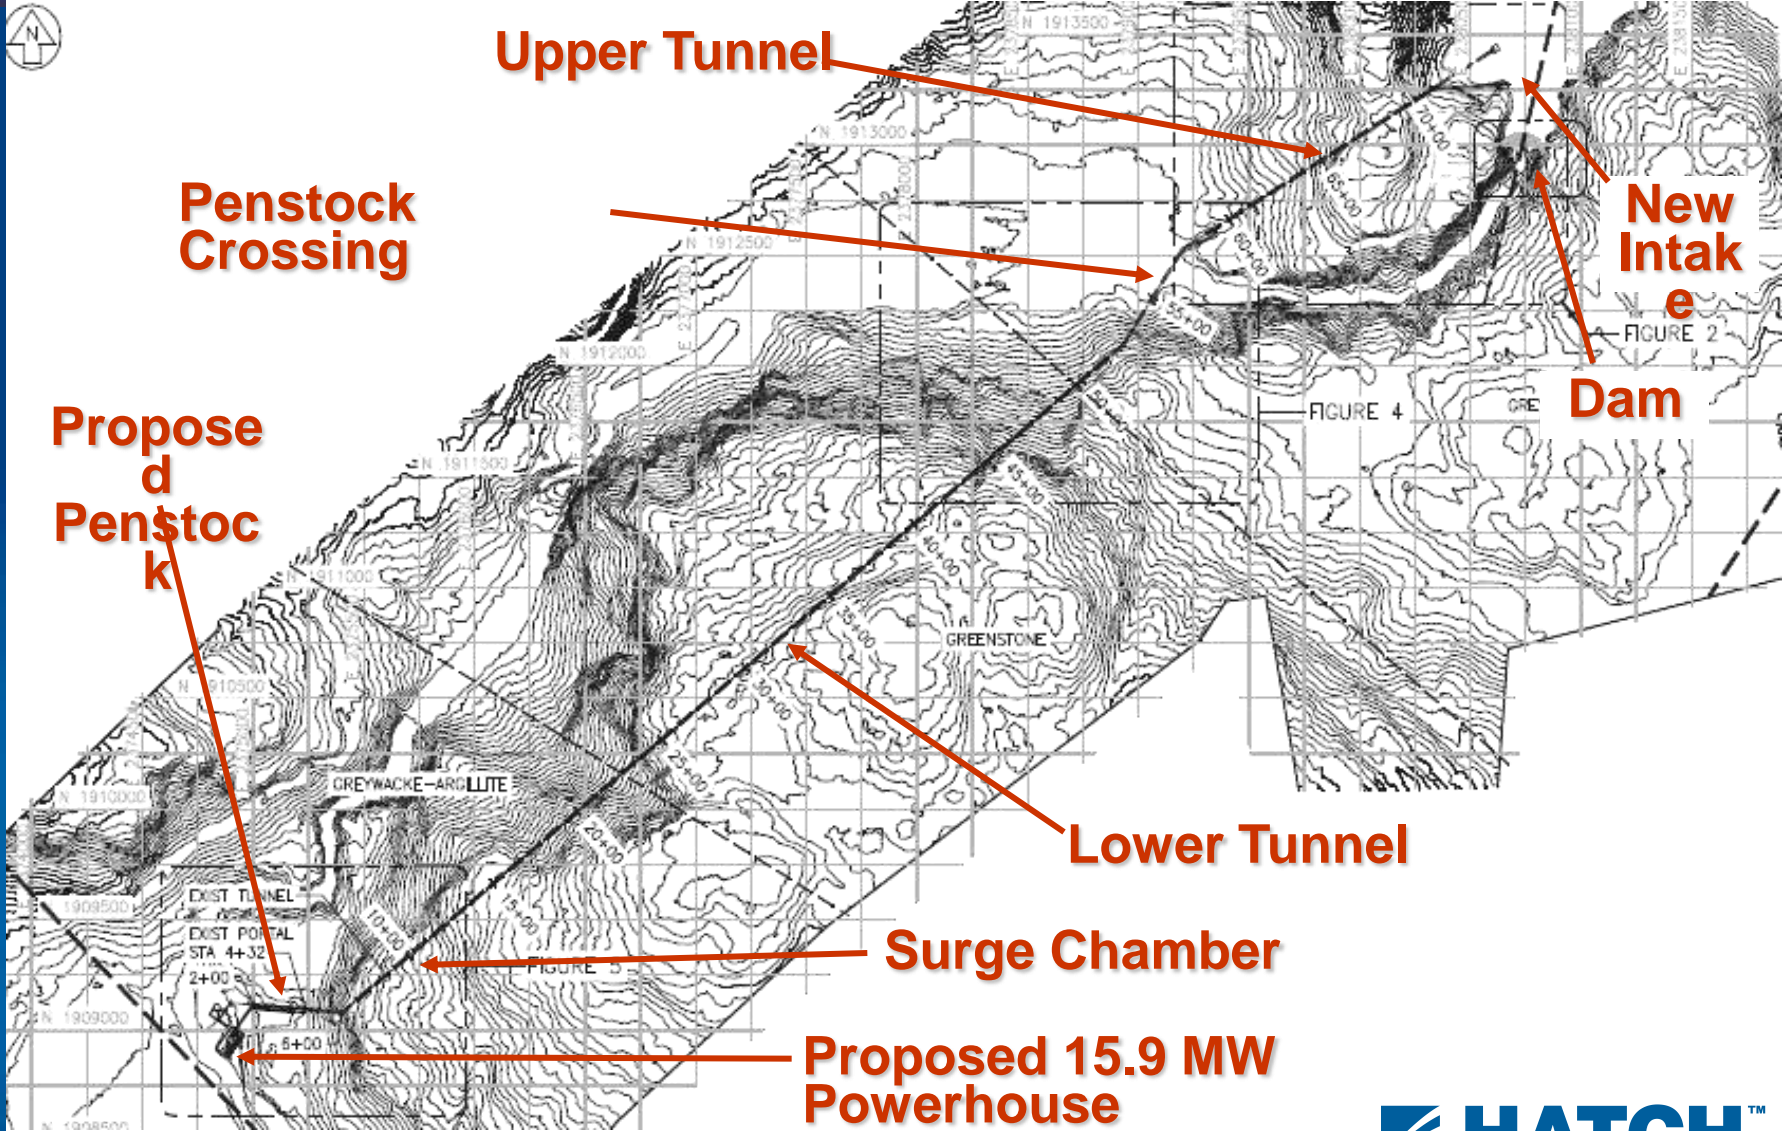 N
N 1913500
Upper Tunnel
N 1913000
70+00
65+00
Penstock
Crossing
New
Intak
e
N 1912500
60+00
55+00
FIGURE 2
N 1912000
Dam
FIGURE 4
GRE
Propose
d
Penstoc
k
N 1911500
45+00
40+00
N 1911000
35+00
GREENSTONE
30+00
25+00
GREYWACKE-ARGILLITE
N 1910000
20+00
Lower Tunnel
EXIST TUNNEL
15+00
10+00
EXIST PORTAL
STA 4+32
Surge Chamber
FIGURE 5
2+00
N 1909000
6+00
Proposed 15.9 MW
Powerhouse
N 1908500
HATCH™